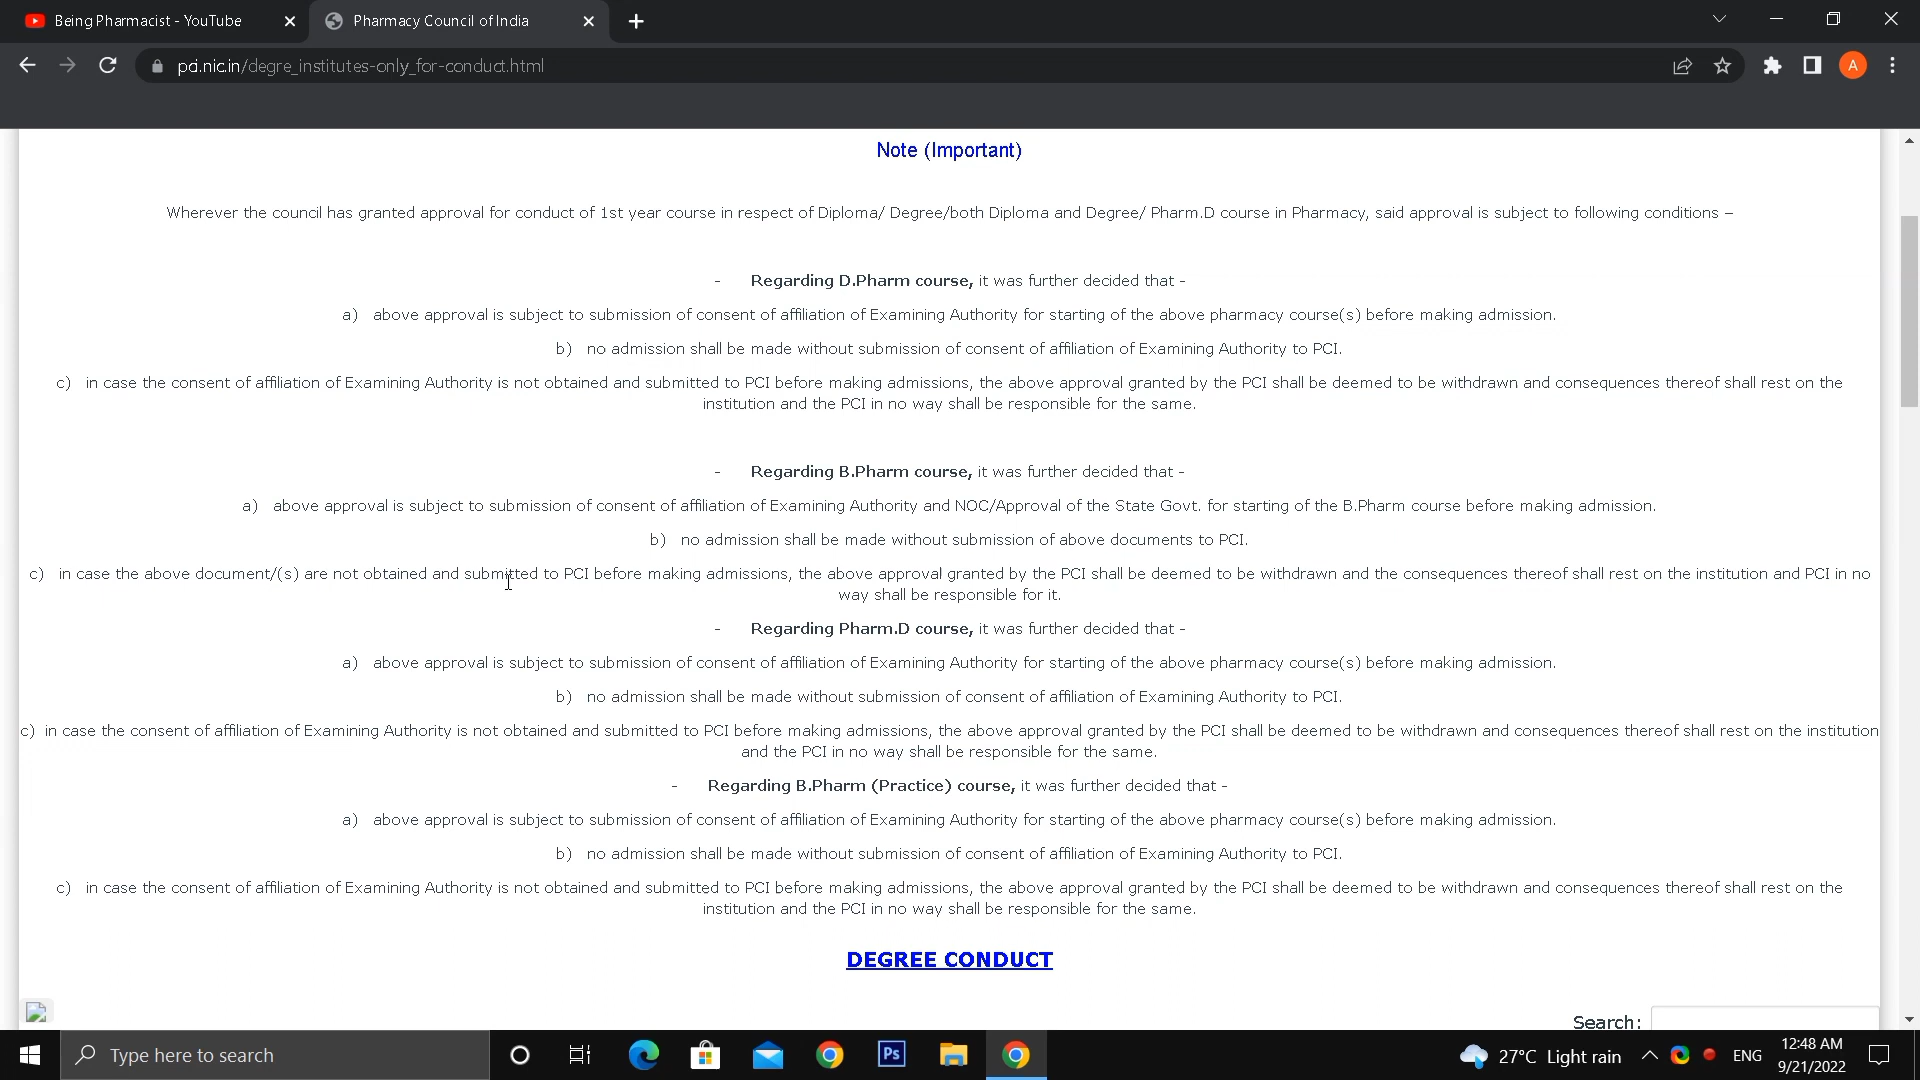 Being Pharmacist - YouTube
Pharmacy Council of India
pci.nic.in/degre_institutes-only_for-conduct.html
A
Note (Important)
Wherever the council has granted approval for conduct of 1st year course in respect of Diploma/ Degree/both Diploma and Degree/ Pharm.D course in Pharmacy, said approval is subject to following conditions –
- Regarding D.Pharm course, it was further decided that -
a) above approval is subject to submission of consent of affiliation of Examining Authority for starting of the above pharmacy course(s) before making admission.
b) no admission shall be made without submission of consent of affiliation of Examining Authority to PCI.
c) in case the consent of affiliation of Examining Authority is not obtained and submitted to PCI before making admissions, the above approval granted by the PCI shall be deemed to be withdrawn and consequences thereof shall rest on the
institution and the PCI in no way shall be responsible for the same.
- Regarding B.Pharm course, it was further decided that -
a) above approval is subject to submission of consent of affiliation of Examining Authority and NOC/Approval of the State Govt. for starting of the B.Pharm course before making admission.
b) no admission shall be made without submission of above documents to PCI.
c) in case the above document/(s) are not obtained and submitted to PCI before making admissions, the above approval granted by the PCI shall be deemed to be withdrawn and the consequences thereof shall rest on the institution and PCI in no
way shall be responsible for it.
- Regarding Pharm.D course, it was further decided that -
a) above approval is subject to submission of consent of affiliation of Examining Authority for starting of the above pharmacy course(s) before making admission.
b) no admission shall be made without submission of consent of affiliation of Examining Authority to PCI.
c) in case the consent of affiliation of Examining Authority is not obtained and submitted to PCI before making admissions, the above approval granted by the PCI shall be deemed to be withdrawn and consequences thereof shall rest on the institution
and the PCI in no way shall be responsible for the same.
- Regarding B.Pharm (Practice) course, it was further decided that -
a) above approval is subject to submission of consent of affiliation of Examining Authority for starting of the above pharmacy course(s) before making admission.
b) no admission shall be made without submission of consent of affiliation of Examining Authority to PCI.
c) in case the consent of affiliation of Examining Authority is not obtained and submitted to PCI before making admissions, the above approval granted by the PCI shall be deemed to be withdrawn and consequences thereof shall rest on the
institution and the PCI in no way shall be responsible for the same.
DEGREE CONDUCT
Search:
Type here to search
Ps
27°C Light rain
ENG
12:48 AM
9/21/2022